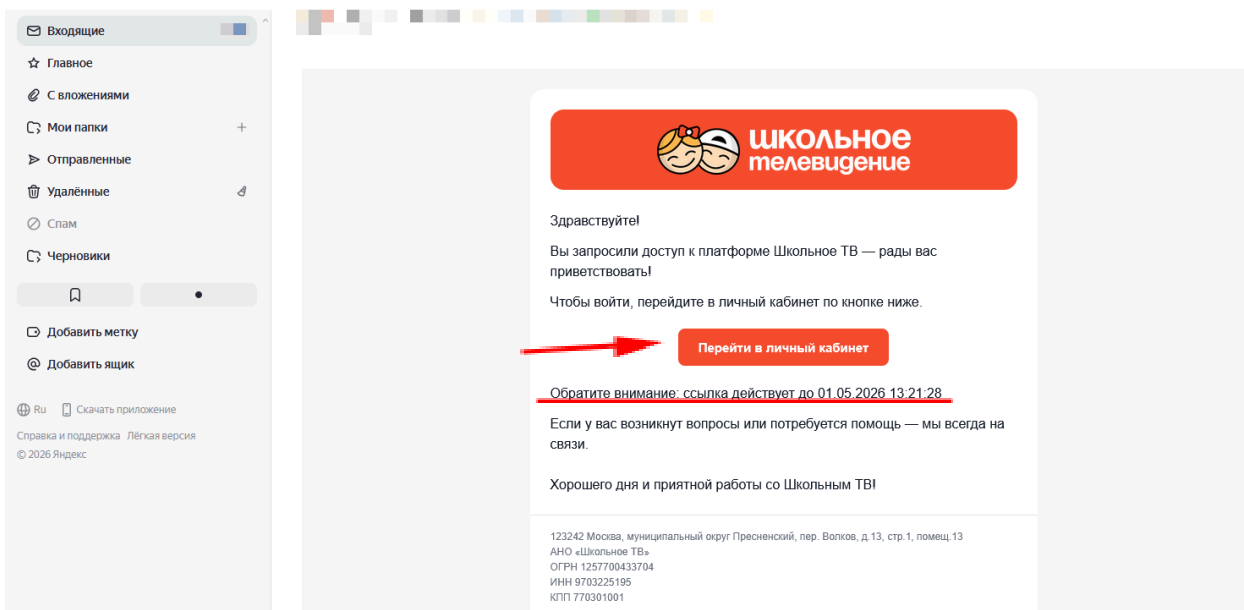 Входящие
Главное
С вложениями
Мои папки
Отправленные
Удалённые
Спам
Черновики
Добавить метку
Добавить ящик
Ru Скачать приложение
Справка и поддержка Лёгкая версия
© 2026 Яндекс
школьное
телевидение
Здравствуйте!
Вы запросили доступ к платформе Школьное ТВ — рады вас
приветствовать!
Чтобы войти, перейдите в личный кабинет по кнопке ниже.
Перейти в личный кабинет
Обратите внимание: ссылка действует до 01.05.2026 13:21:28
Если у вас возникнут вопросы или потребуется помощь — мы всегда на
связи.
Хорошего дня и приятной работы со Школьным ТВ!
123242 Москва, муниципальный округ Пресненский, пер. Волков, д.13, стр.1, помещ.13
АНО «Школьное ТВ»
ОГРН 1257700433704
ИНН 9703225195
КПП 770301001